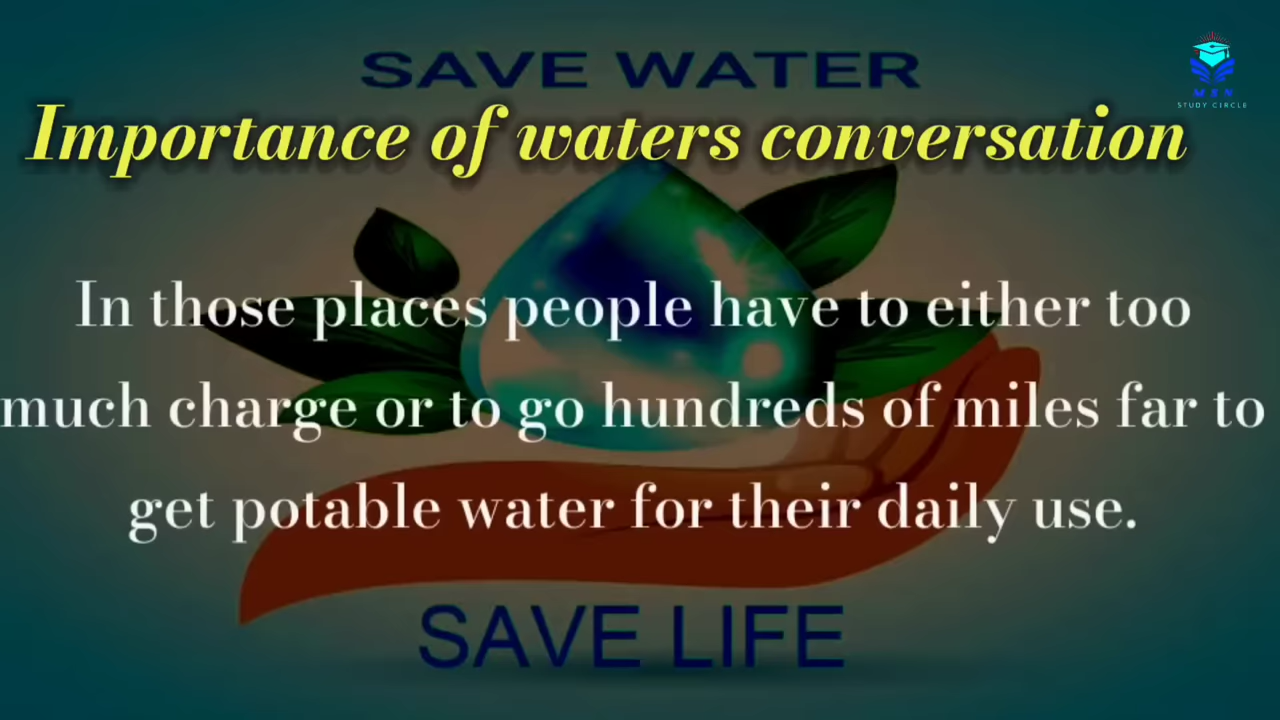 SAVE WATER
MSN
STUDY CIRCLE
Importance of waters conversation
In those places people have to either too
much charge or to go hundreds of miles far to
get potable water for their daily use.
SAVE LIFE